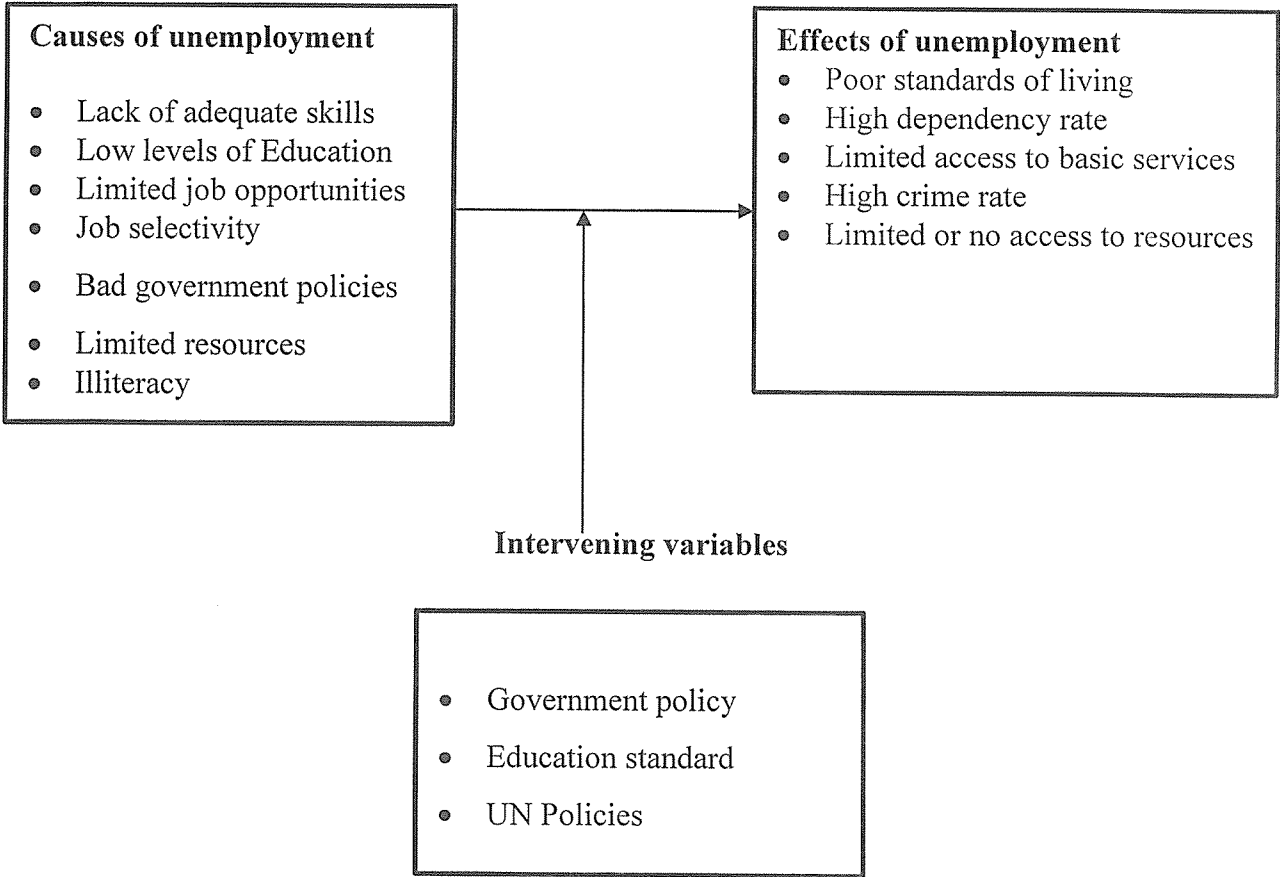 Causes of unemployment
• Lack of adequate skills
• Low levels of Education
• Limited job opportunities
• Job selectivity
• Bad government policies
• Limited resources
• Illiteracy
Effects of unemployment
• Poor standards of living
• High dependency rate
• Limited access to basic services
• High crime rate
• Limited or no access to resources
Intervening variables
• Government policy
• Education standard
• UN Policies